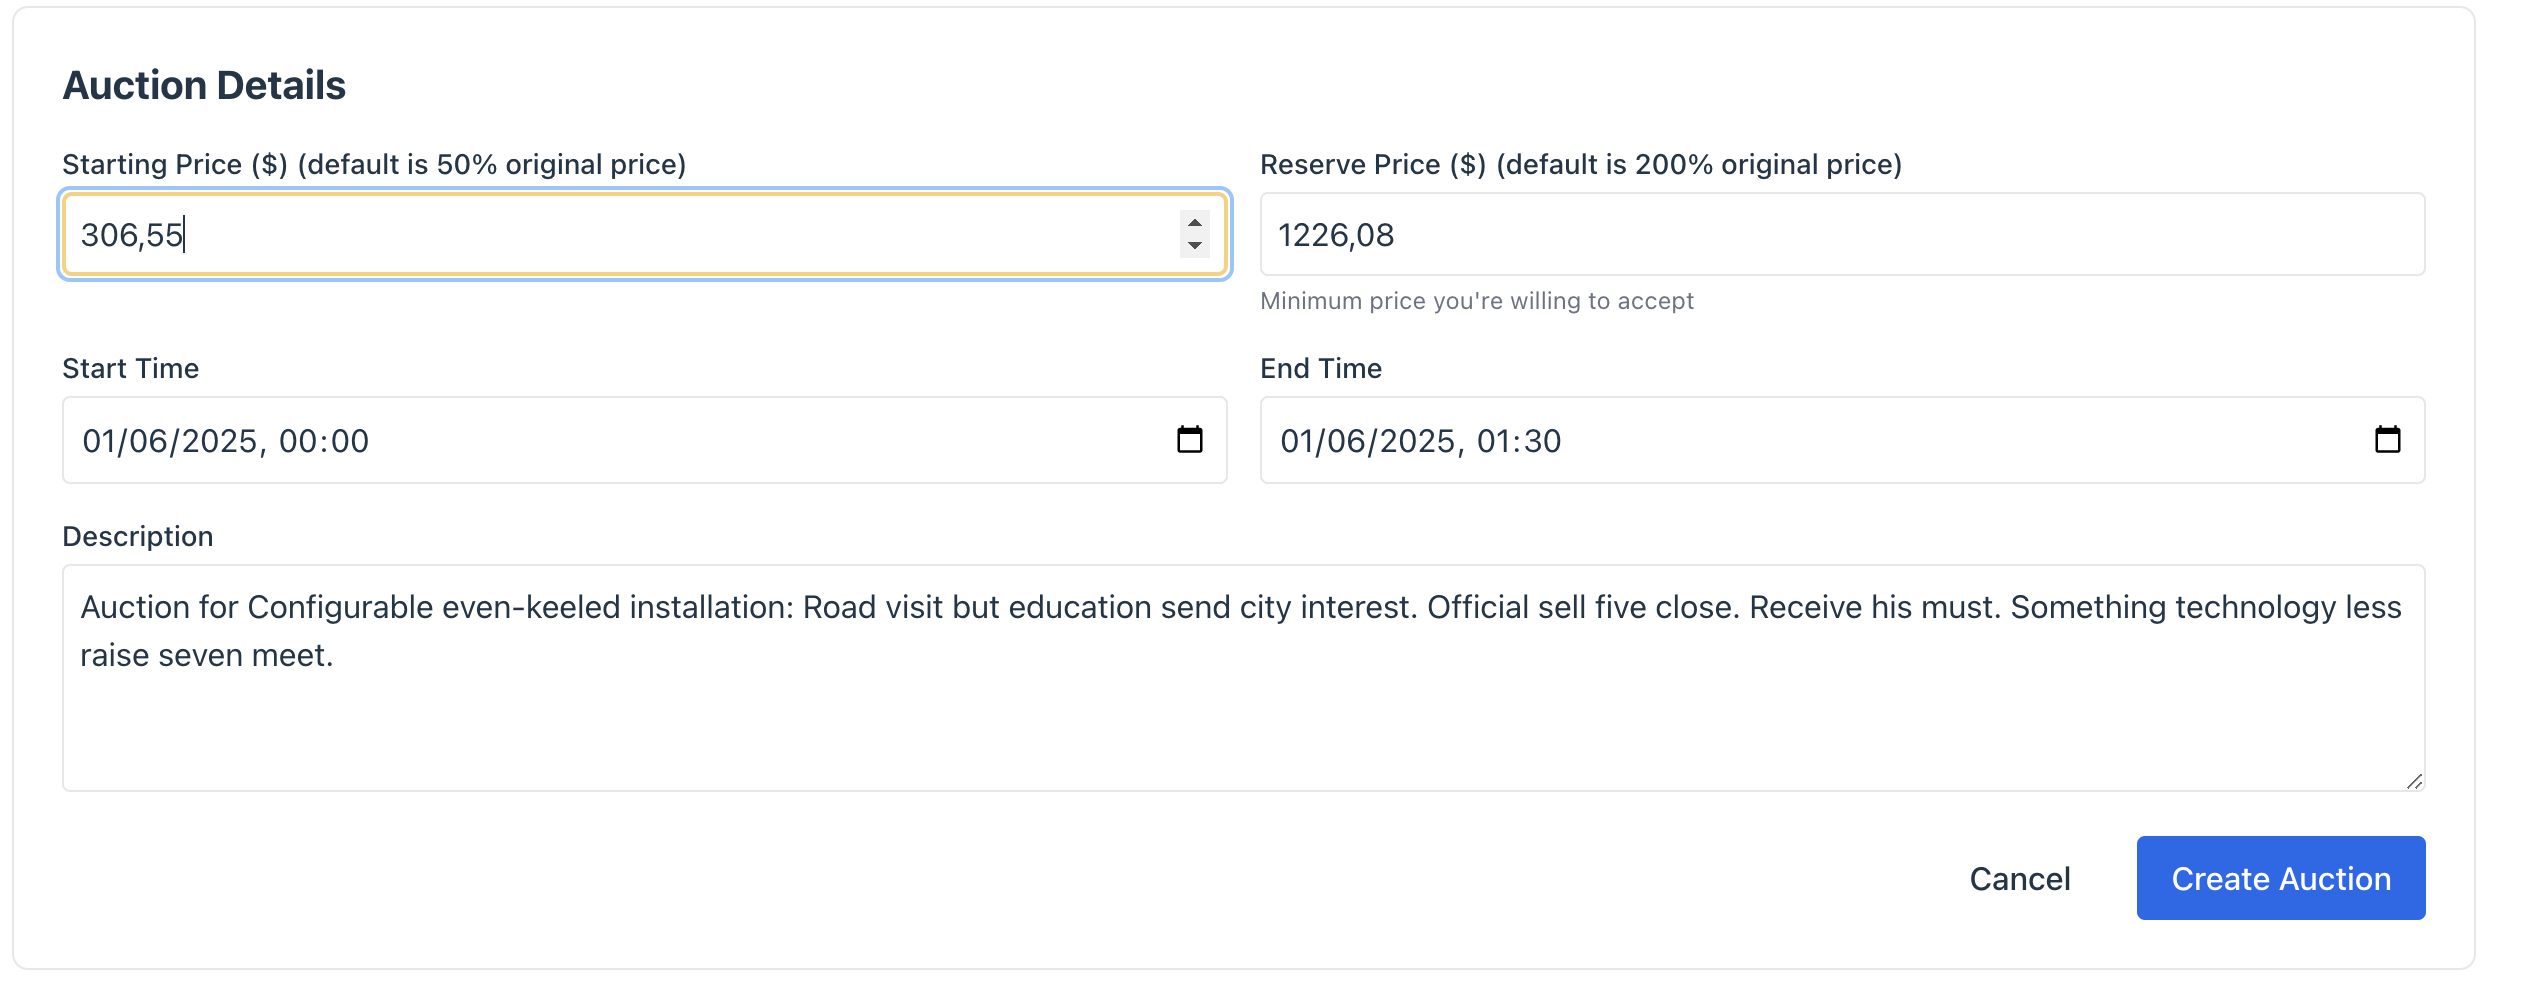 Auction Details
Starting Price ($) (default is 50% original price)
306,55
Reserve Price ($) (default is 200% original price)
1226,08
Minimum price you're willing to accept
Start Time
01/06/2025, 00:00
End Time
01/06/2025, 01:30
Description
Auction for Configurable even-keeled installation: Road visit but education send city interest. Official sell five close. Receive his must. Something technology less
raise seven meet.
Cancel
Create Auction